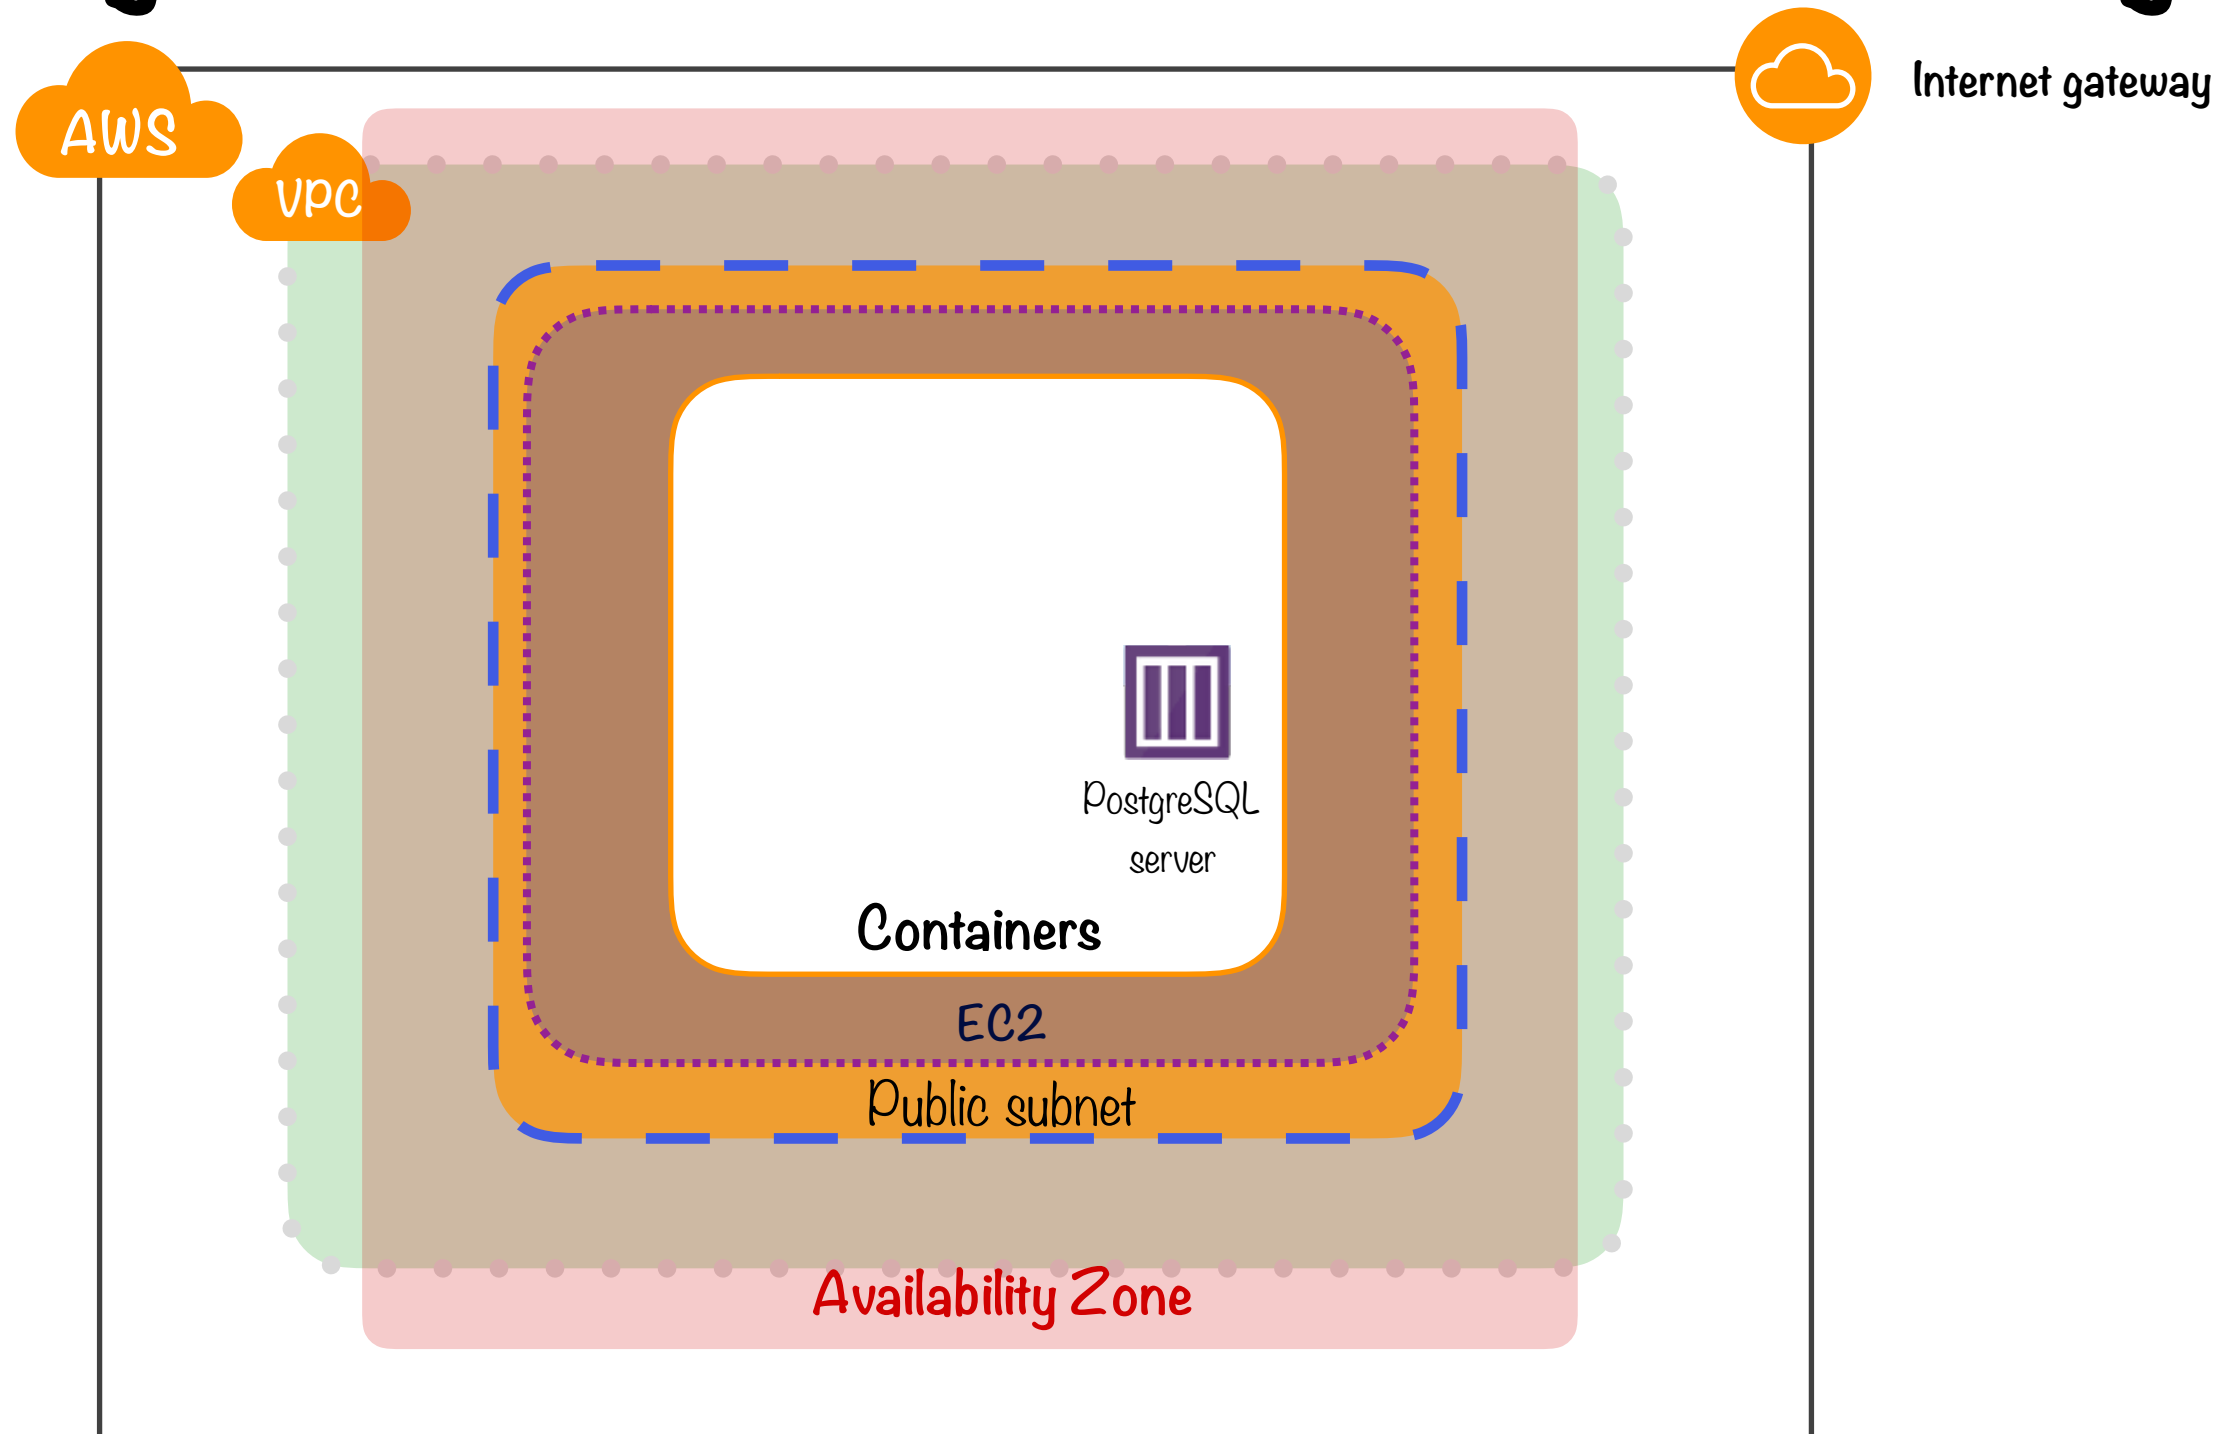 AWS
Internet gateway
VPC
PostgreSQL
server
Containers
EC2
Public subnet
Availability Zone